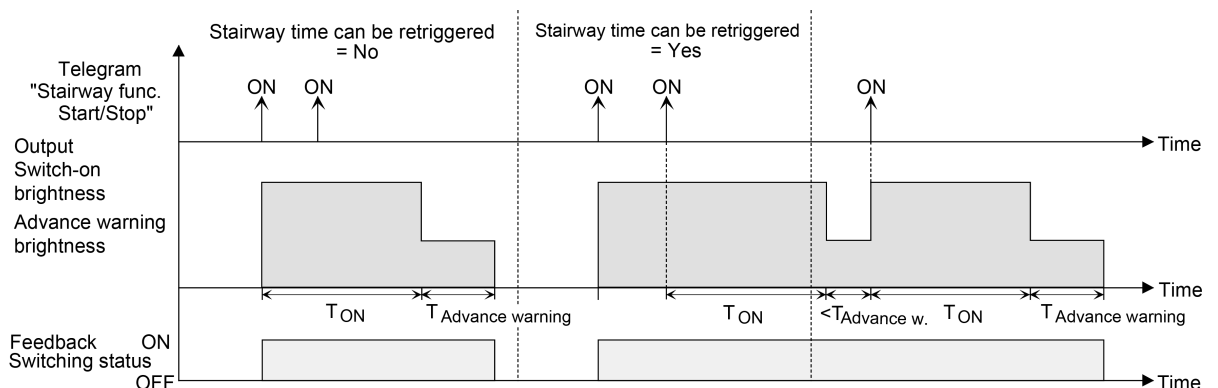 Stairway time can be retriggered
= No
Stairway time can be retriggered
= Yes
Telegram
"Stairway func.
Start/Stop"
ON
ON
ON
ON
ON
Time
Output
Switch-on
brightness
Advance warning
brightness
Time
T ON
T Advance warning
T ON
<T Advance w.
T ON
T Advance warning
Feedback ON
Switching status
OFF
Time